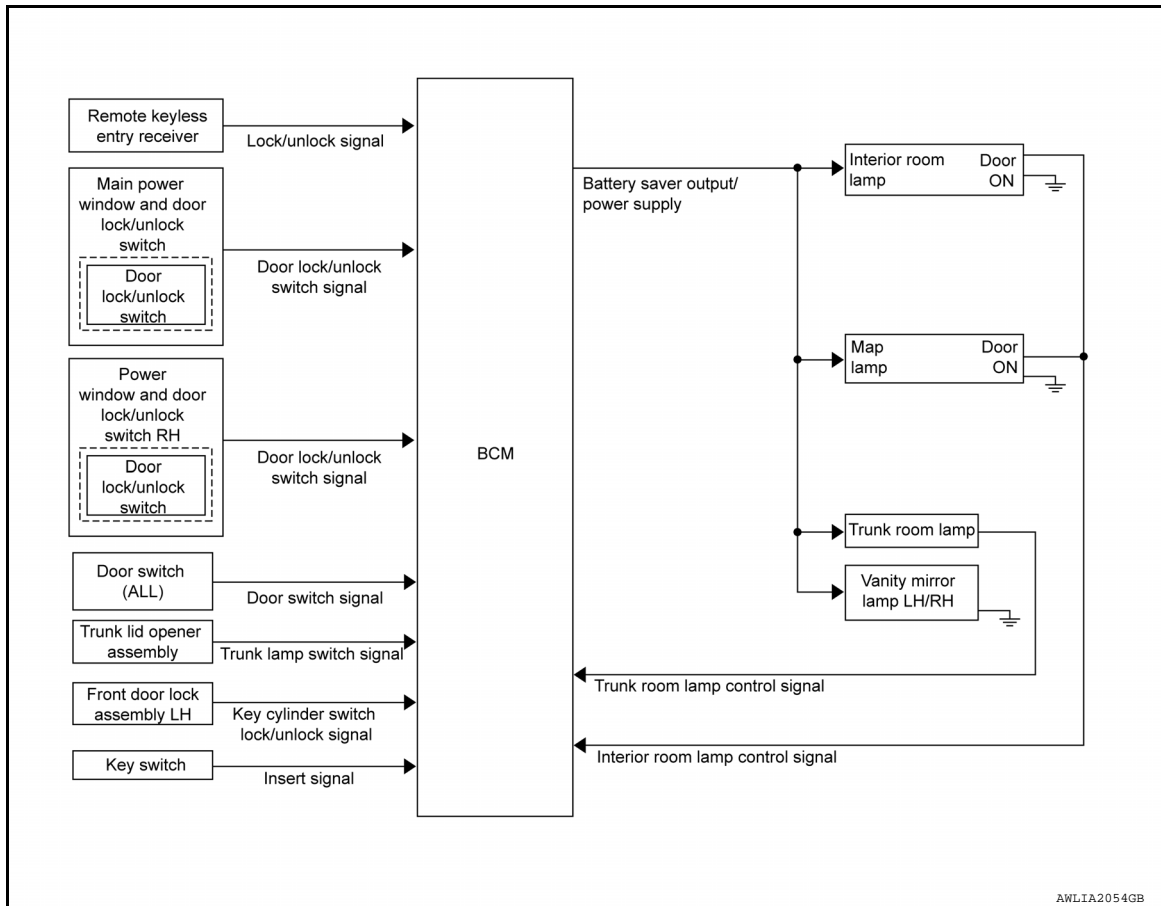 Remote keyless
entry receiver
Lock/unlock signal
Main power
window and door
lock/unlock
switch
Door
lock/unlock
switch
Door lock/unlock
switch signal
Power
window and door
lock/unlock
switch RH
Door
lock/unlock
switch
Door lock/unlock
switch signal
Door switch
(ALL)
Door switch signal
Trunk lid opener
assembly
Trunk lamp switch signal
Front door lock
assembly LH
Key cylinder switch
lock/unlock signal
Key switch
Insert signal
BCM
Battery saver output/
power supply
Interior room
lamp
Door
ON
Map
lamp
Door
ON
Trunk room lamp
Vanity mirror
lamp LH/RH
Trunk room lamp control signal
Interior room lamp control signal
AWLIA2054GB